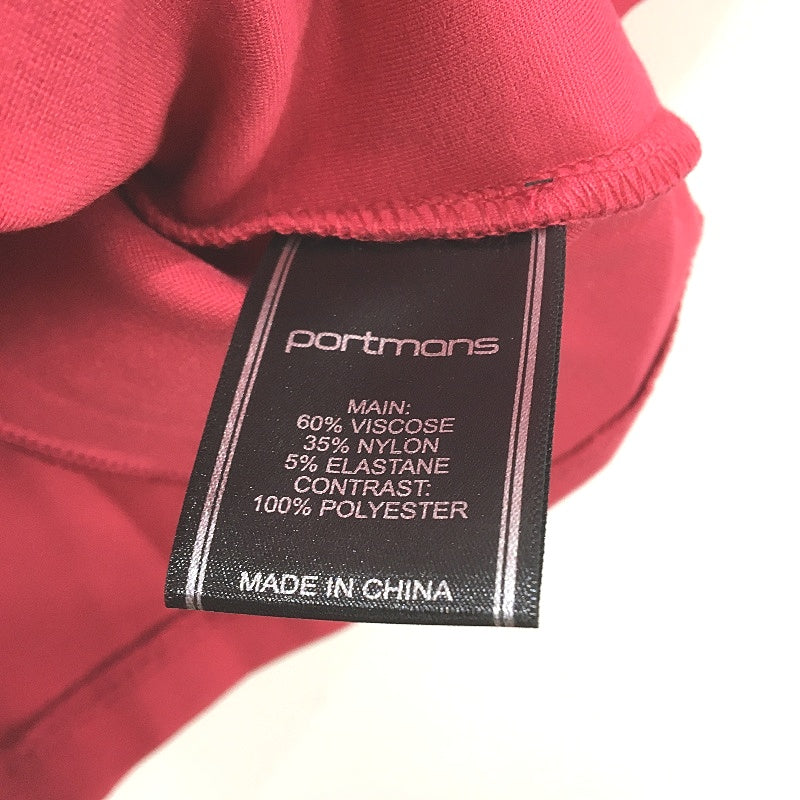 portmans
MAIN:
60% VISCOSE
35% NYLON
5% ELASTANE
CONTRAST:
100% POLYESTER
MADE IN CHINA